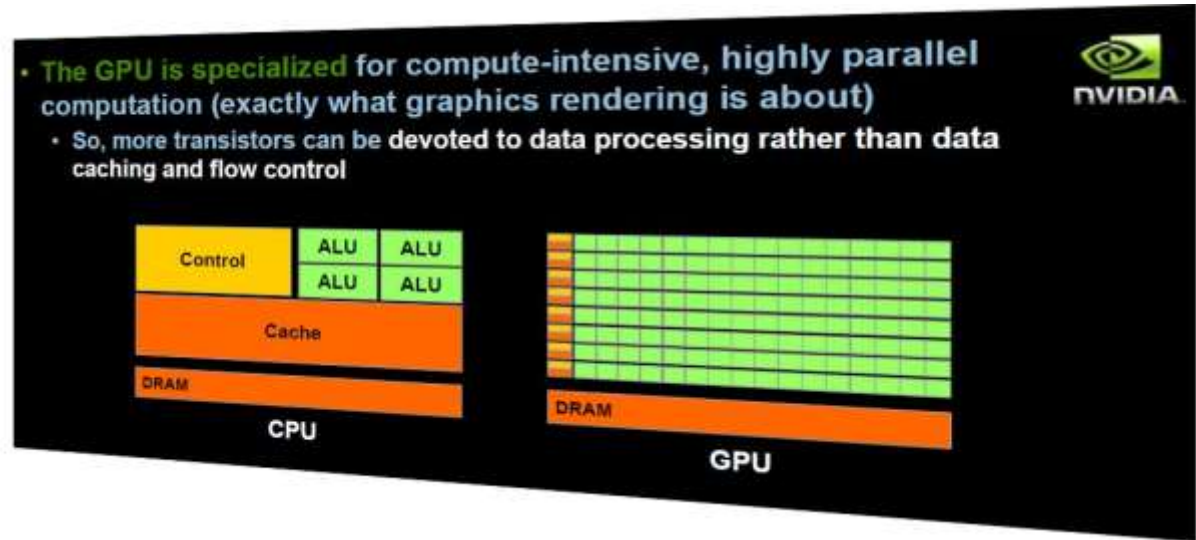 • The GPU is specialized for compute-intensive, highly parallel
computation (exactly what graphics rendering is about)
• So, more transistors can be devoted to data processing rather than data
caching and flow control
NVIDIA
Control
ALU
ALU
ALU
ALU
Cache
DRAM
CPU
DRAM
GPU